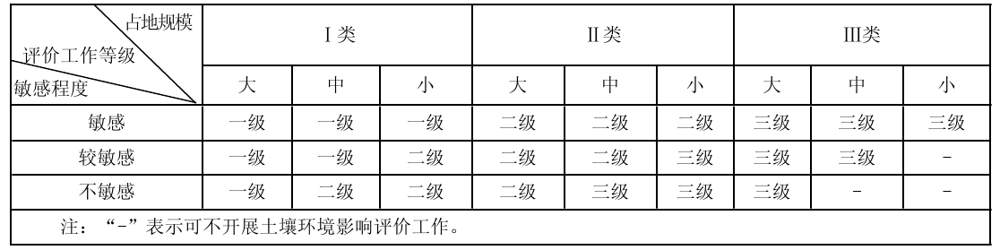 占地规模
评价工作等级
敏感程度
Ⅰ类 Ⅱ类 Ⅲ类
大 中 小 大 中 小 大 中 小
敏感 一级 一级 一级 二级 二级 二级 三级 三级 三级
较敏感 一级 一级 二级 二级 二级 三级 三级 三级 -
不敏感 一级 二级 二级 二级 三级 三级 三级 - -
注：“-”表示可不开展土壤环境影响评价工作。